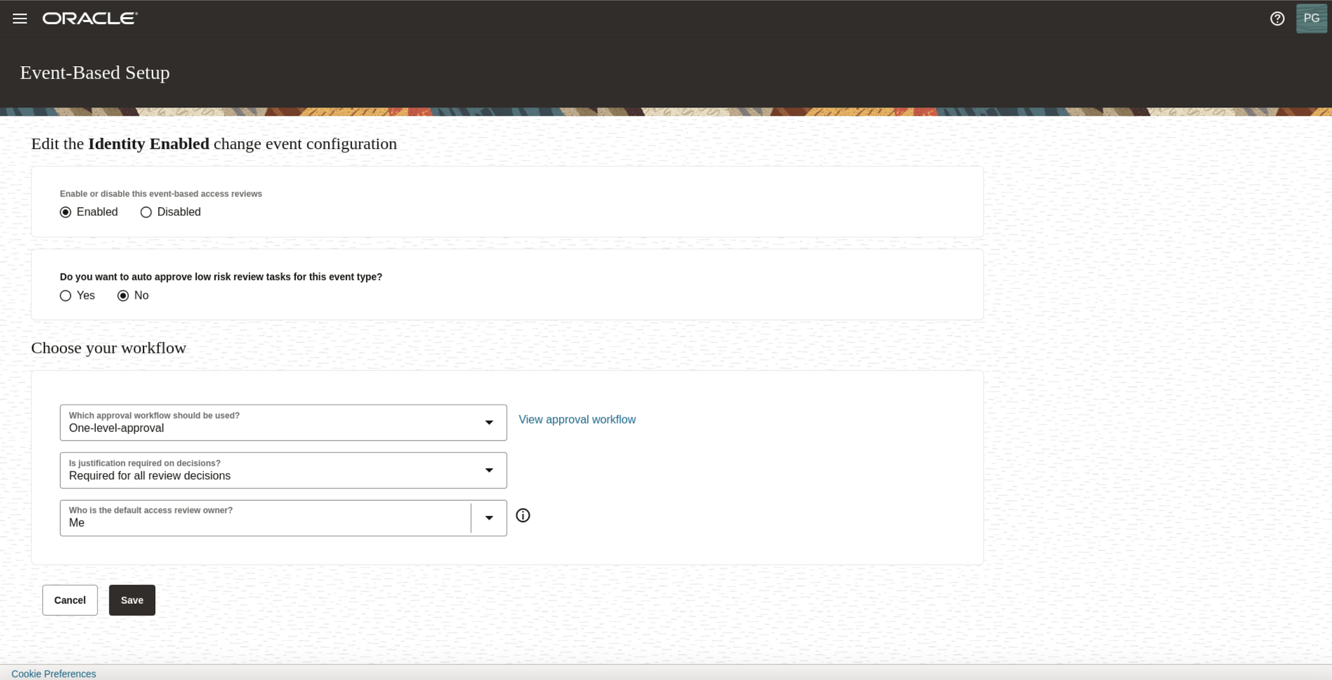 ORACLE
PG
Event-Based Setup
Edit the Identity Enabled change event configuration
Enable or disable this event-based access reviews
Enabled Disabled
Do you want to auto approve low risk review tasks for this event type?
Yes No
Choose your workflow
Which approval workflow should be used?
One-level-approval
View approval workflow
Is justification required on decisions?
Required for all review decisions
Who is the default access review owner?
Me
Cancel Save
Cookie Preferences